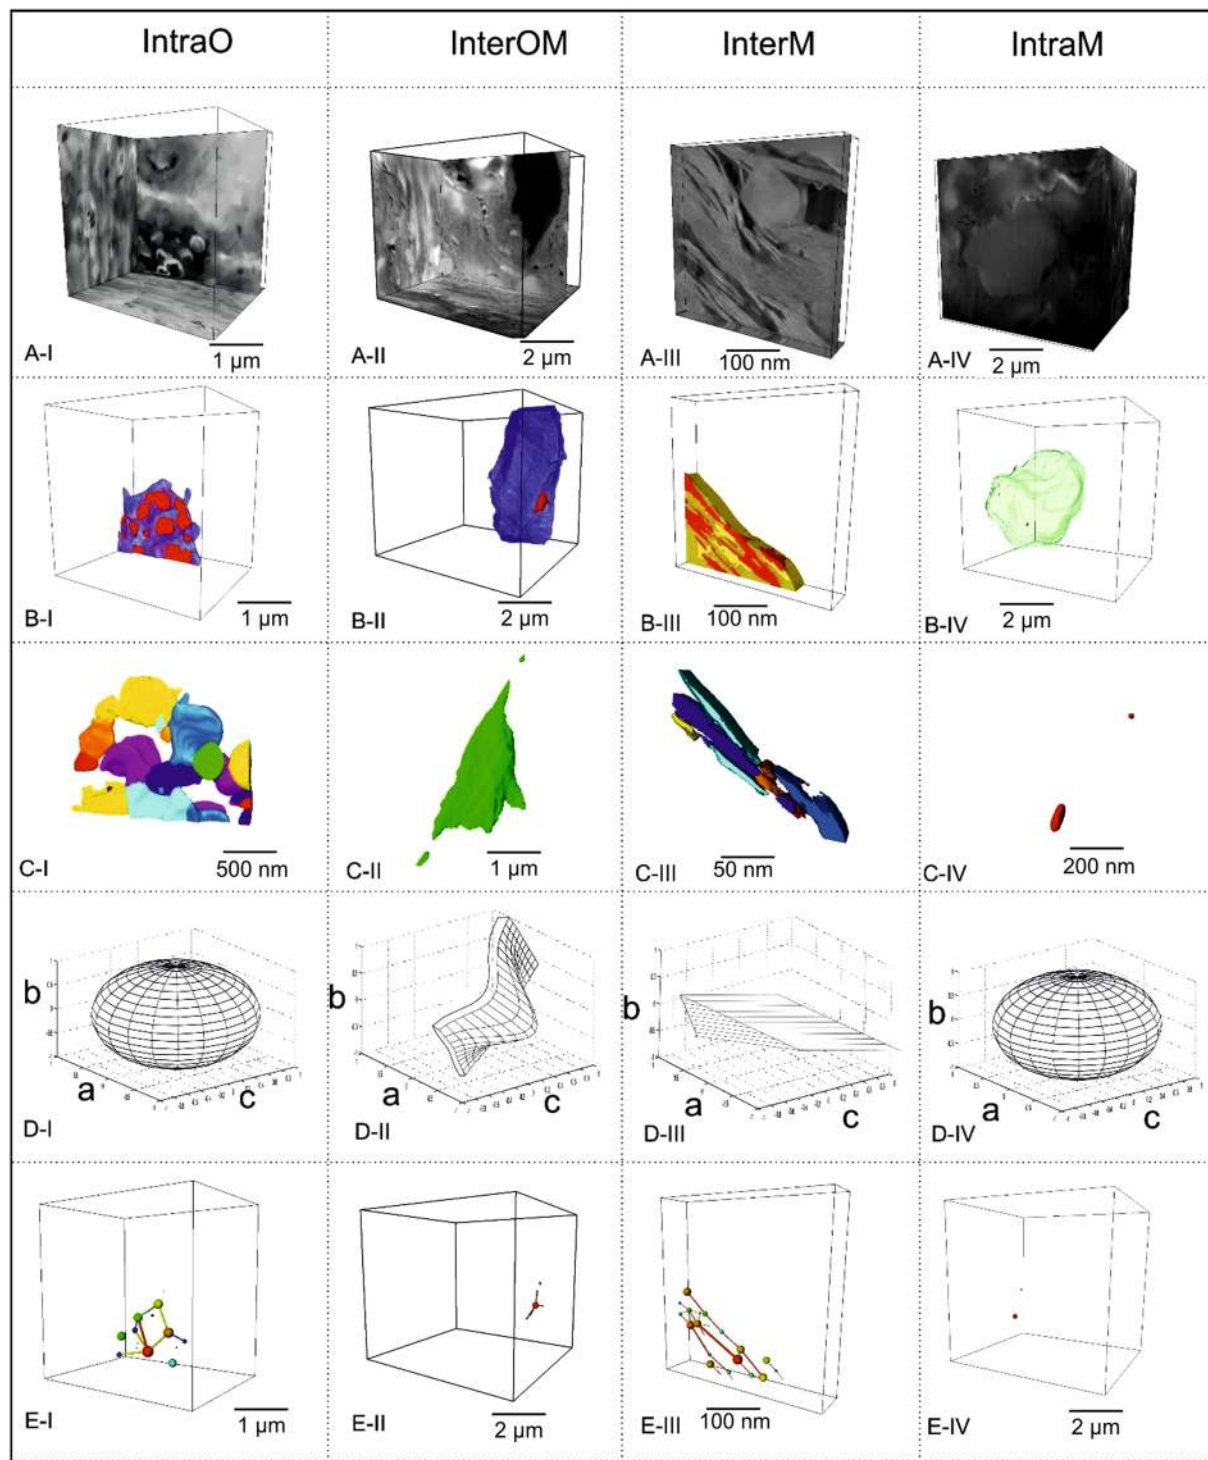 IntraO InterOM InterM IntraM
1 µm 2 µm 100 nm 2 µm
A-I A-II A-III A-IV
1 µm 2 µm 100 nm 2 µm
B-I B-II B-III B-IV
500 nm 1 µm 50 nm 200 nm
C-I C-II C-III C-IV
b b b b
a c a c a c a c
D-I D-II D-III D-IV
1 µm 2 µm 100 nm 2 µm
E-I E-II E-III E-IV